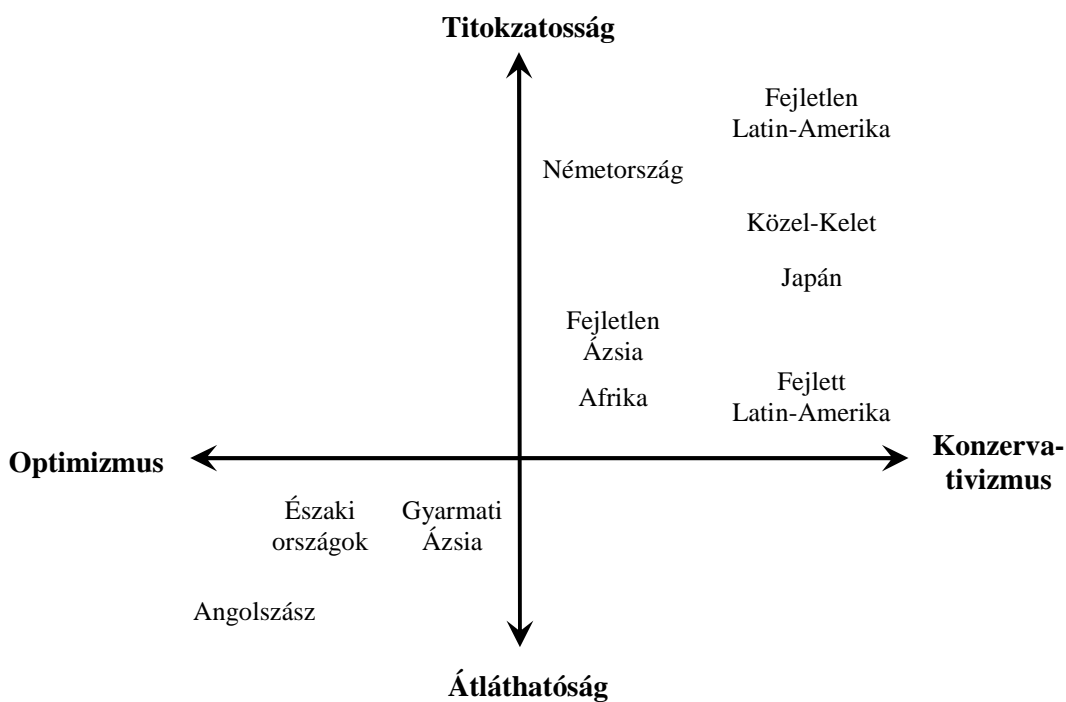 Titokzatosság
Fejletlen
Latin-Amerika
Németország
Közel-Kelet
Japán
Fejletlen
Ázsia
Afrika
Fejlett
Latin-Amerika
Optimizmus
Konzerva-
tivizmus
Északi
országok
Gyarmati
Ázsia
Angolszász
Átláthatóság